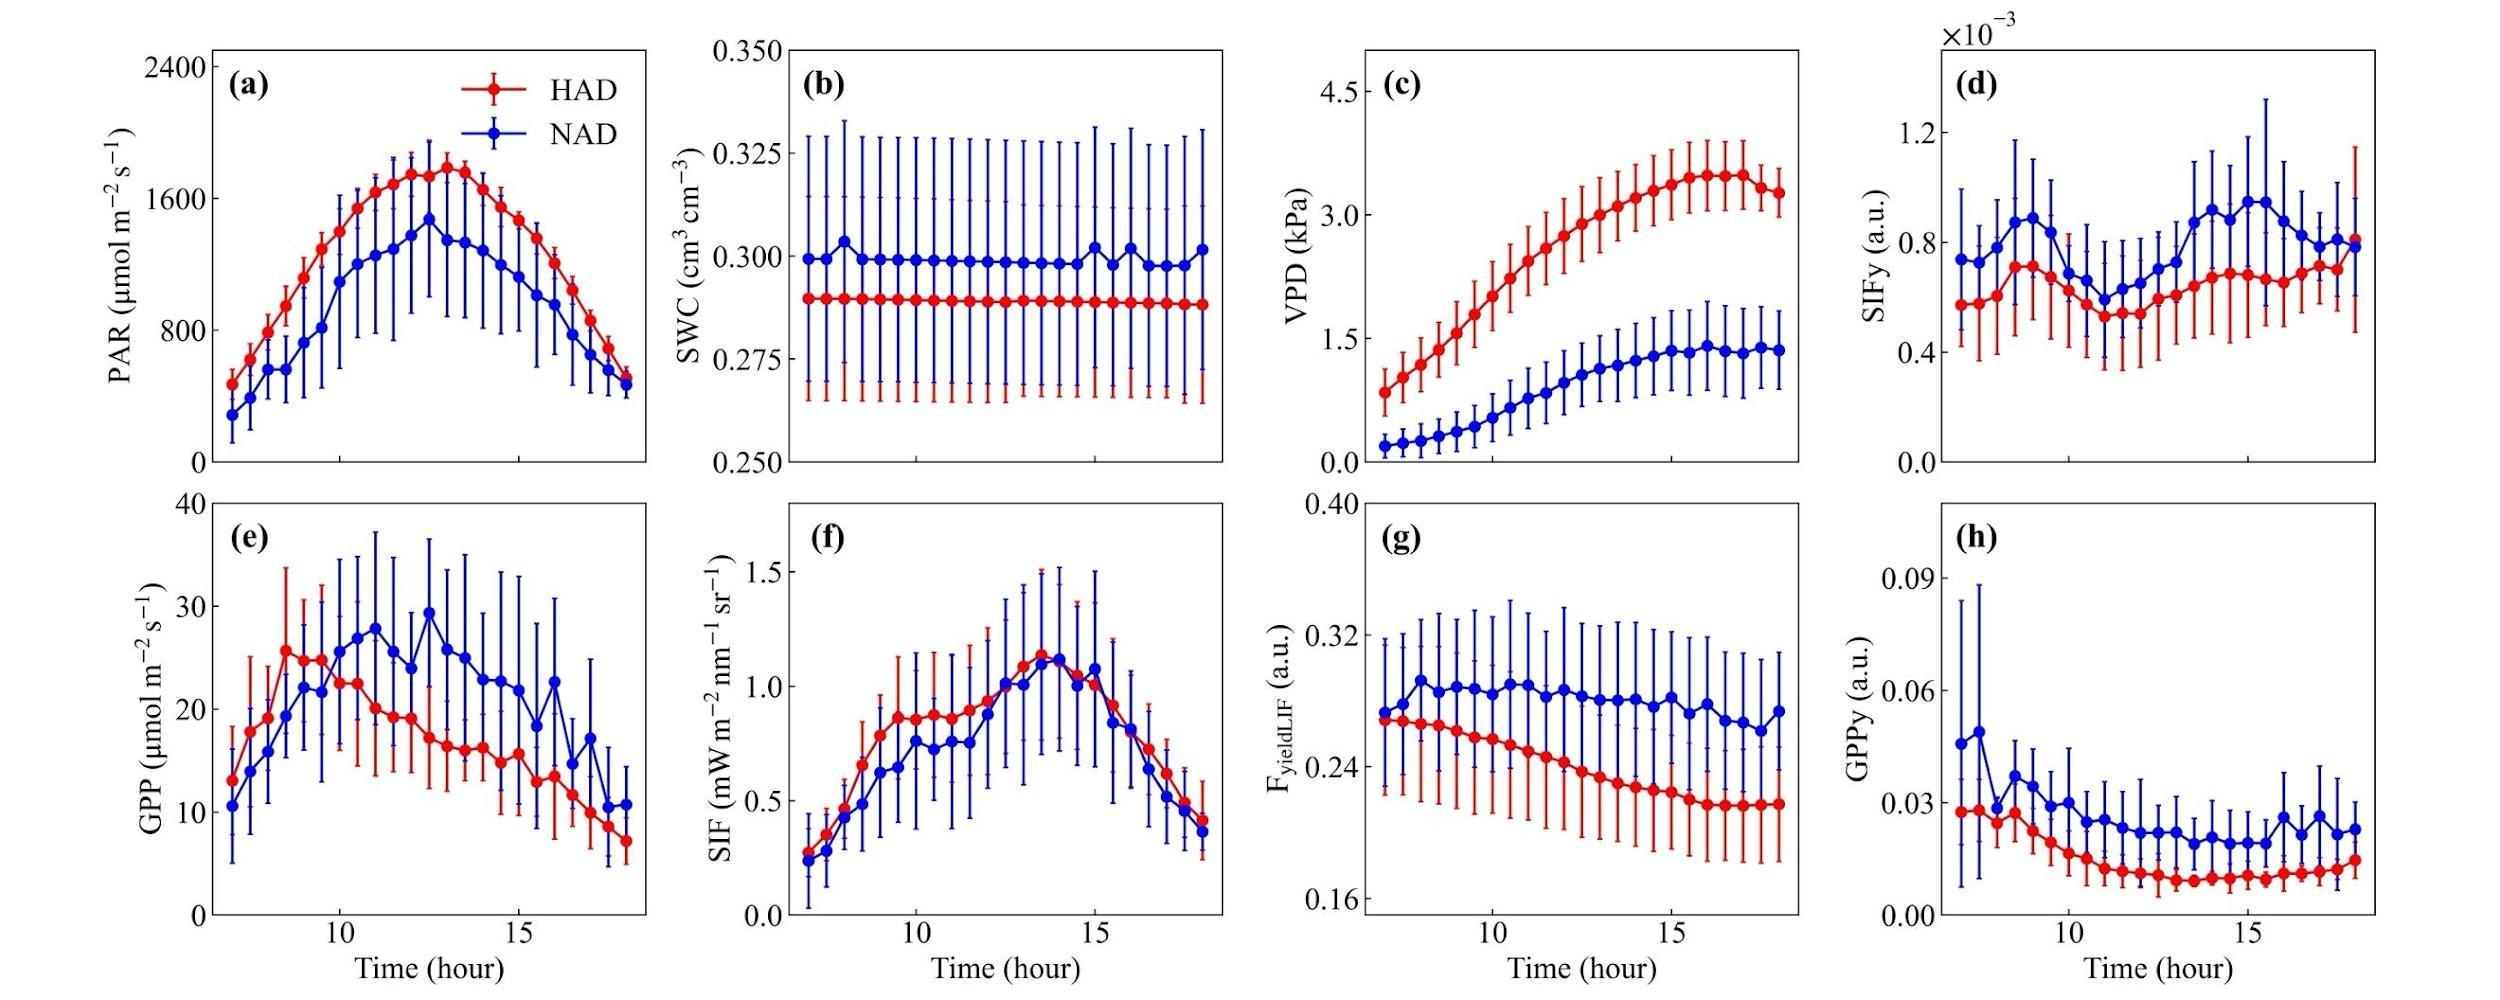 (a)
HAD
NAD
PAR (μmol m−2 s−1)
2400
1600
800
0
(b)
SWC (cm3 cm−3)
0.350
0.325
0.300
0.275
0.250
(c)
VPD (kPa)
4.5
3.0
1.5
0.0
×10−3
(d)
SIFy (a.u.)
1.2
0.8
0.4
0.0
(e)
GPP (μmol m−2 s−1)
40
30
20
10
0
10 15
Time (hour)
(f)
SIF (mW m−2 nm−1 sr−1)
1.5
1.0
0.5
0.0
10 15
Time (hour)
(g)
FyieldLIF (a.u.)
0.40
0.32
0.24
0.16
10 15
Time (hour)
(h)
GPPy (a.u.)
0.09
0.06
0.03
0.00
10 15
Time (hour)